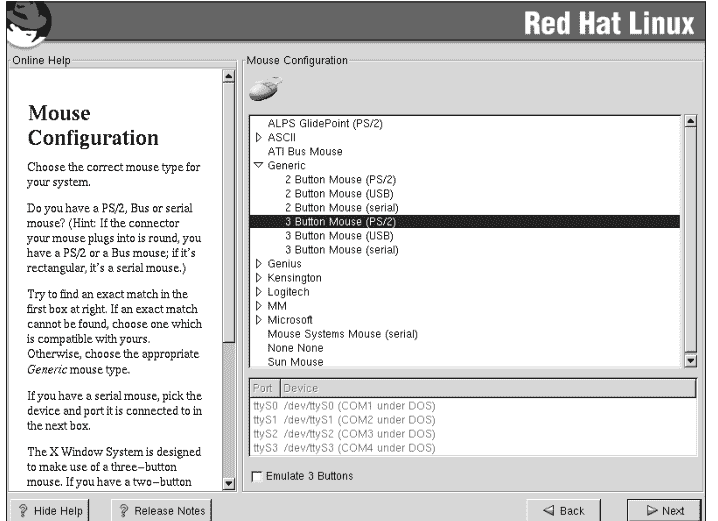 Red Hat Linux
Online Help
Mouse
Configuration
Choose the correct mouse type for
your system.
Do you have a PS/2, Bus or serial
mouse? (Hint: If the connector
your mouse plugs into is round, you
have a PS/2 or a Bus mouse; if it's
rectangular, it's a serial mouse.)
Try to find an exact match in the
first box at right. If an exact match
cannot be found, choose one which
is compatible with yours.
Otherwise, choose the appropriate
Generic mouse type.
If you have a serial mouse, pick the
device and port it is connected to in
the next box.
The X Window System is designed
to make use of a three-button
mouse. If you have a two-button
Mouse Configuration
ALPS GlidePoint (PS/2)
ASCII
ATI Bus Mouse
Generic
2 Button Mouse (PS/2)
2 Button Mouse (USB)
2 Button Mouse (serial)
3 Button Mouse (PS/2)
3 Button Mouse (USB)
3 Button Mouse (serial)
Genius
Kensington
Logitech
MM
Microsoft
Mouse Systems Mouse (serial)
None None
Sun Mouse
Port Device
ttyS0 /dev/ttyS0 (COM1 under DOS)
ttyS1 /dev/ttyS1 (COM2 under DOS)
ttyS2 /dev/ttyS2 (COM3 under DOS)
ttyS3 /dev/ttyS3 (COM4 under DOS)
Emulate 3 Buttons
Hide Help Release Notes Back Next